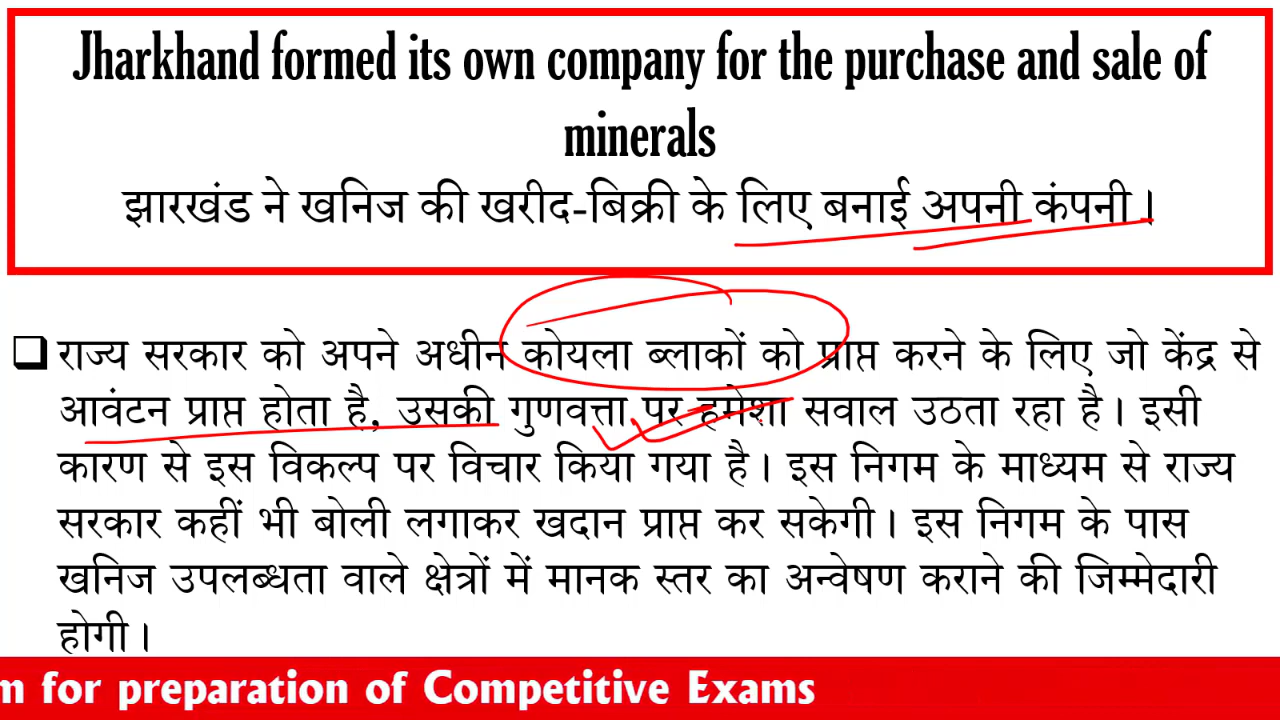 Jharkhand formed its own company for the purchase and sale of
minerals
झारखंड ने खनिज की खरीद-बिक्री के लिए बनाई अपनी कंपनी।
राज्य सरकार को अपने अधीन कोयला ब्लाकों को प्राप्त करने के लिए जो केंद्र से
आवंटन प्राप्त होता है, उसकी गुणवत्ता पर हमेशा सवाल उठता रहा है। इसी
कारण से इस विकल्प पर विचार किया गया है। इस निगम के माध्यम से राज्य
सरकार कहीं भी बोली लगाकर खदान प्राप्त कर सकेगी। इस निगम के पास
खनिज उपलब्धता वाले क्षेत्रों में मानक स्तर का अन्वेषण कराने की जिम्मेदारी
होगी।
m for preparation of Competitive Exams